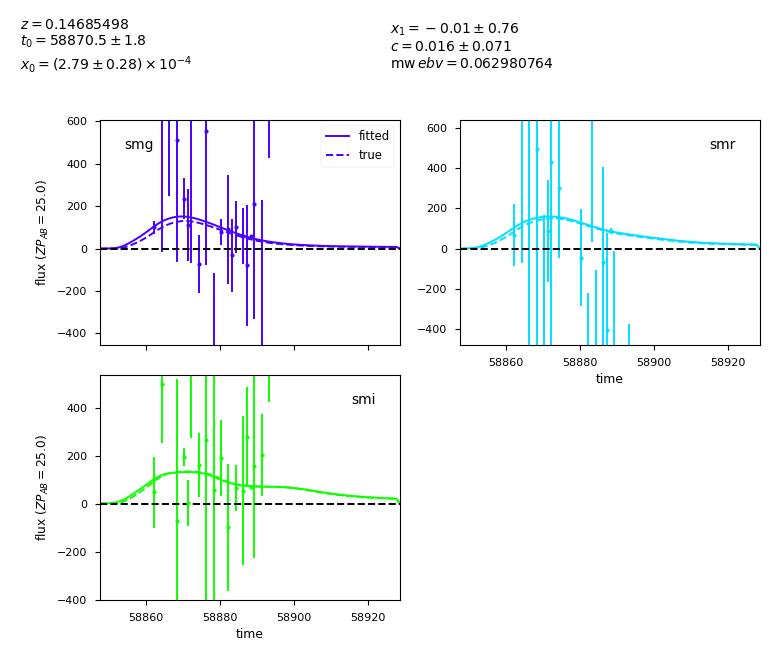 z = 0.14685498
t₀ = 58870.5 ± 1.8
x₀ = (2.79 ± 0.28) × 10⁻⁴
x₁ = −0.01 ± 0.76
c = 0.016 ± 0.071
mw ebv = 0.062980764
600
400
200
0
−200
−400
flux (ZP_AB = 25.0)
smg
fitted
true
600
400
200
0
−200
−400
smr
58860 58880 58900 58920
time
400
200
0
−200
−400
flux (ZP_AB = 25.0)
smi
58860 58880 58900 58920
time